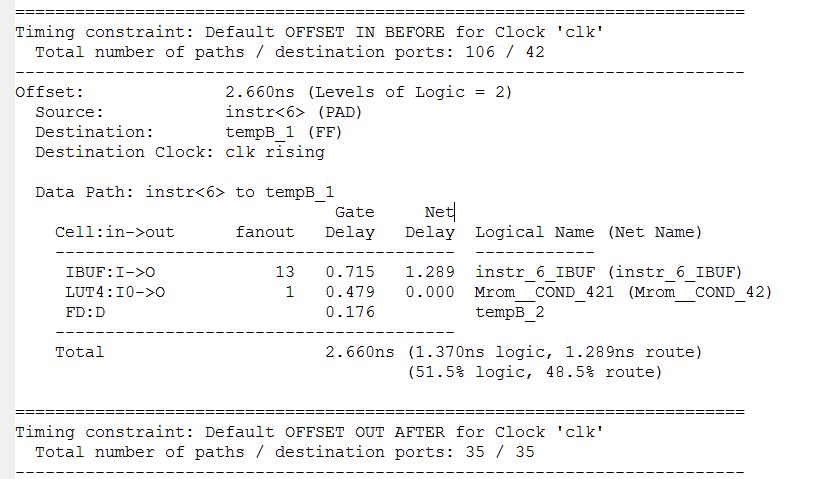 =========================================================================
Timing constraint: Default OFFSET IN BEFORE for Clock 'clk'
  Total number of paths / destination ports: 106 / 42
-------------------------------------------------------------------------
Offset:              2.660ns (Levels of Logic = 2)
  Source:            instr<6> (PAD)
  Destination:       tempB_1 (FF)
  Destination Clock: clk rising

  Data Path: instr<6> to tempB_1
                                Gate     Net
    Cell:in->out      fanout   Delay   Delay  Logical Name (Net Name)
    ----------------------------------------  ------------
     IBUF:I->O            13   0.715   1.289  instr_6_IBUF (instr_6_IBUF)
     LUT4:I0->O            1   0.479   0.000  Mrom__COND_421 (Mrom__COND_42)
     FD:D                      0.176          tempB_2
    ----------------------------------------
    Total                      2.660ns (1.370ns logic, 1.289ns route)
                                       (51.5% logic, 48.5% route)

=========================================================================
Timing constraint: Default OFFSET OUT AFTER for Clock 'clk'
  Total number of paths / destination ports: 35 / 35
-------------------------------------------------------------------------